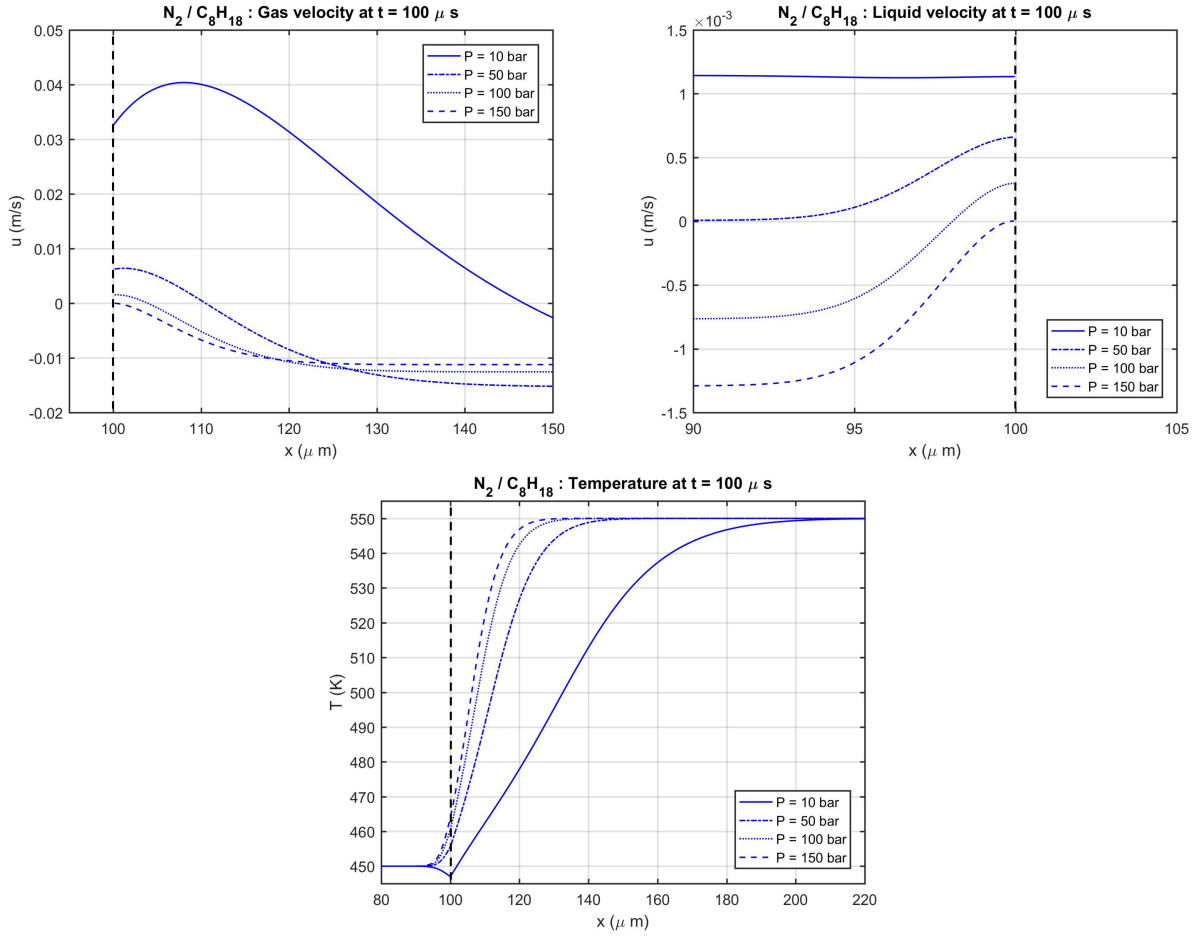 N2 / C8H18 : Gas velocity at t = 100 μ s
0.05
0.04
0.03
0.02
0.01
0
-0.01
-0.02
u (m/s)
100
110
120
130
140
150
x (μ m)
P = 10 bar
P = 50 bar
P = 100 bar
P = 150 bar
N2 / C8H18 : Liquid velocity at t = 100 μ s
×10-3
1.5
1
0.5
0
-0.5
-1
-1.5
u (m/s)
90
95
100
105
x (μ m)
P = 10 bar
P = 50 bar
P = 100 bar
P = 150 bar
N2 / C8H18 : Temperature at t = 100 μ s
550
540
530
520
510
500
490
480
470
460
450
T (K)
80
100
120
140
160
180
200
220
x (μ m)
P = 10 bar
P = 50 bar
P = 100 bar
P = 150 bar